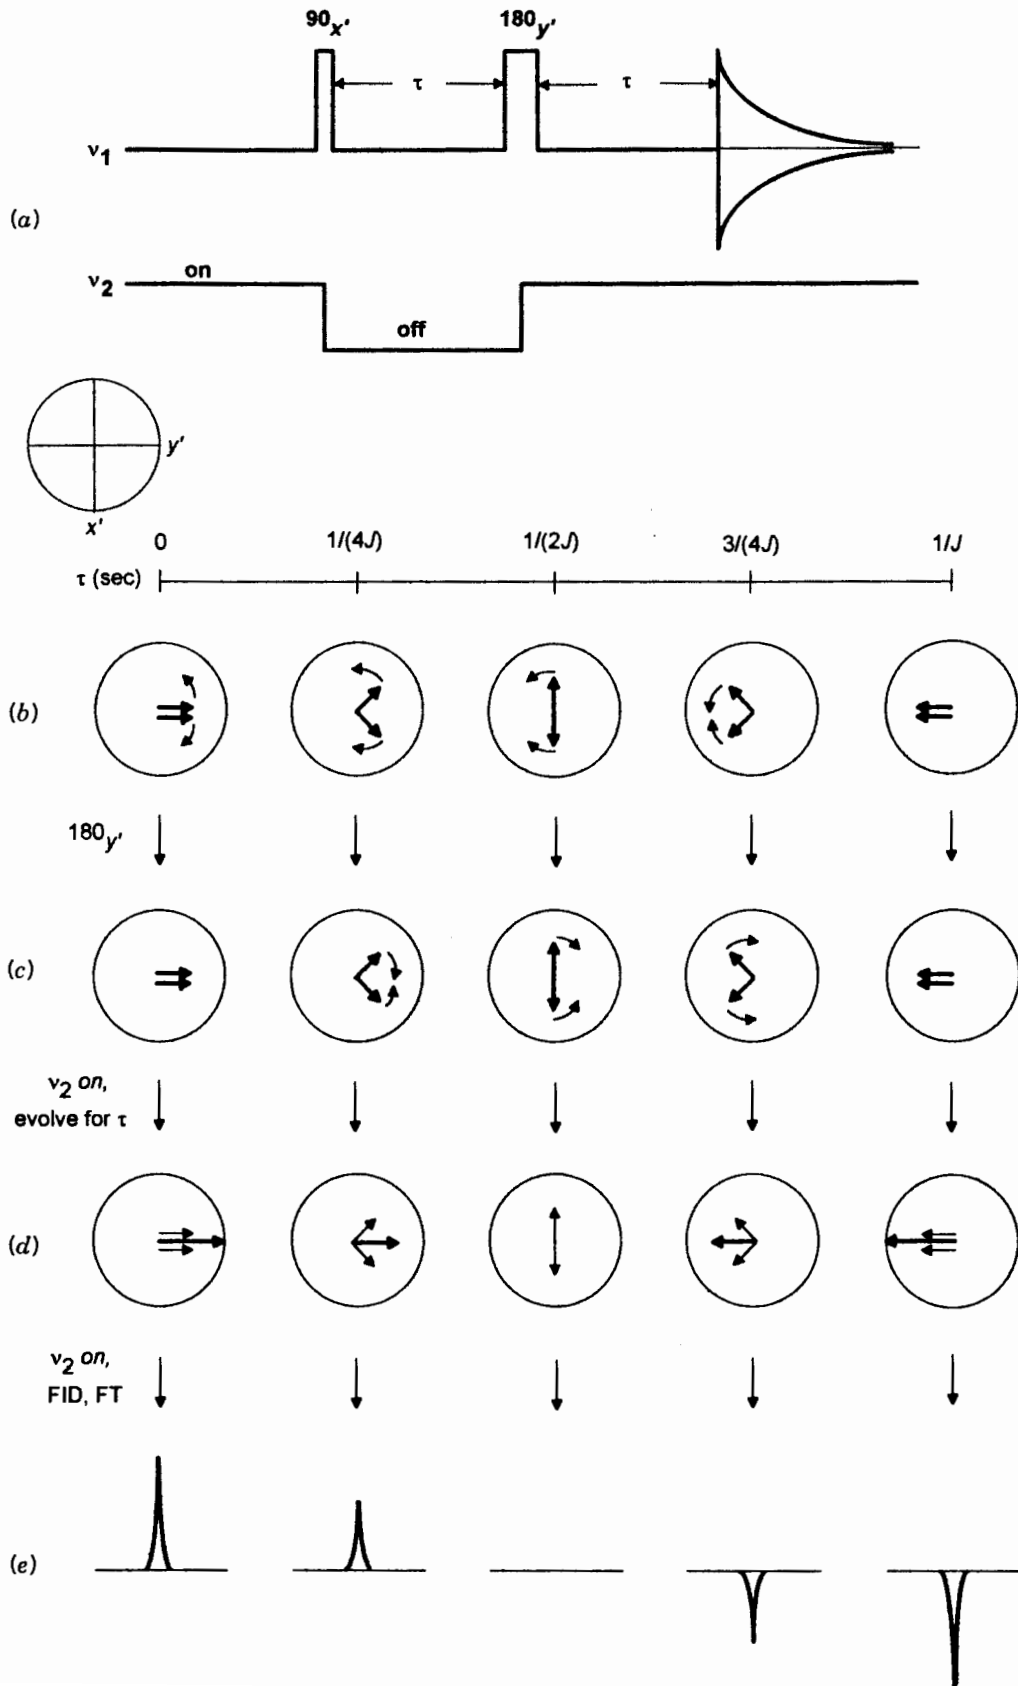 90x' 180y'
τ τ
ν1
(a)
on
ν2
off
y'
x'
0 1/(4J) 1/(2J) 3/(4J) 1/J
τ (sec)
(b)
180y'
(c)
ν2 on,
evolve for τ
(d)
ν2 on,
FID, FT
(e)